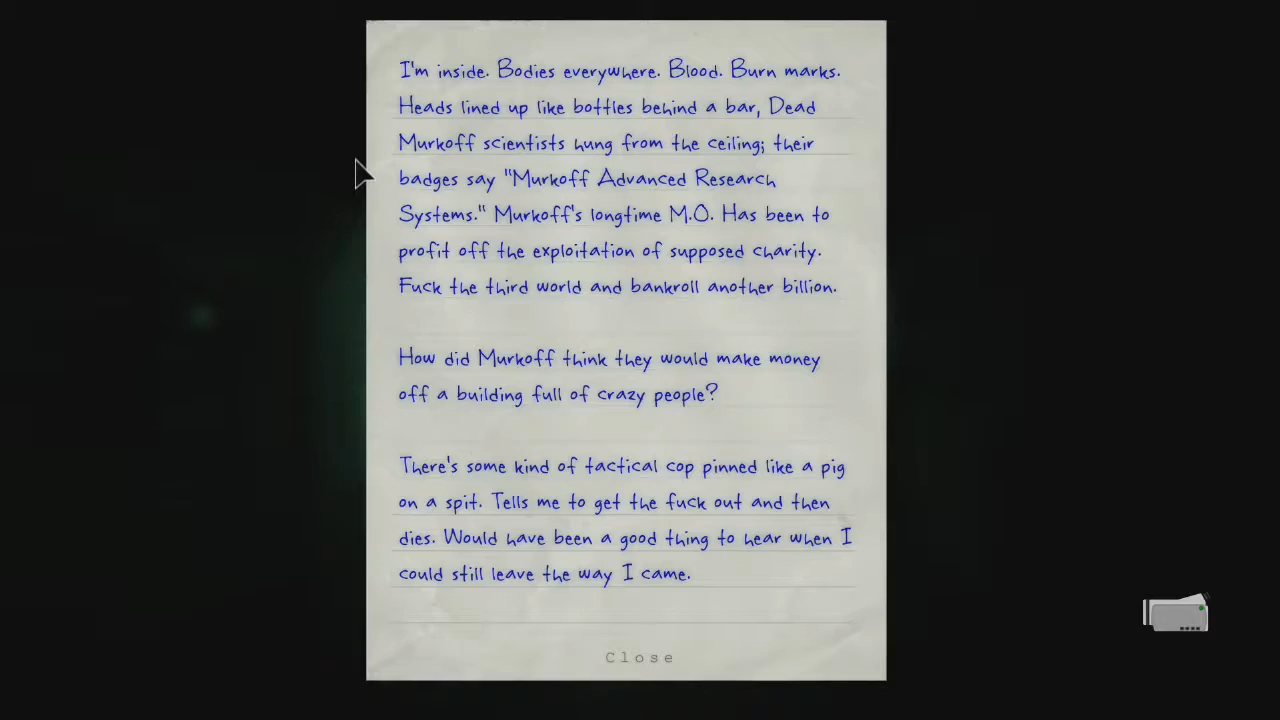 I'm inside. Bodies everywhere. Blood. Burn marks.
Heads lined up like bottles behind a bar, Dead
Murkoff scientists hung from the ceiling; their
badges say "Murkoff Advanced Research
Systems." Murkoff's longtime M.O. Has been to
profit off the exploitation of supposed charity.
Fuck the third world and bankroll another billion.
How did Murkoff think they would make money
off a building full of crazy people?
There's some kind of tactical cop pinned like a pig
on a spit. Tells me to get the fuck out and then
dies. Would have been a good thing to hear when I
could still leave the way I came.
Close